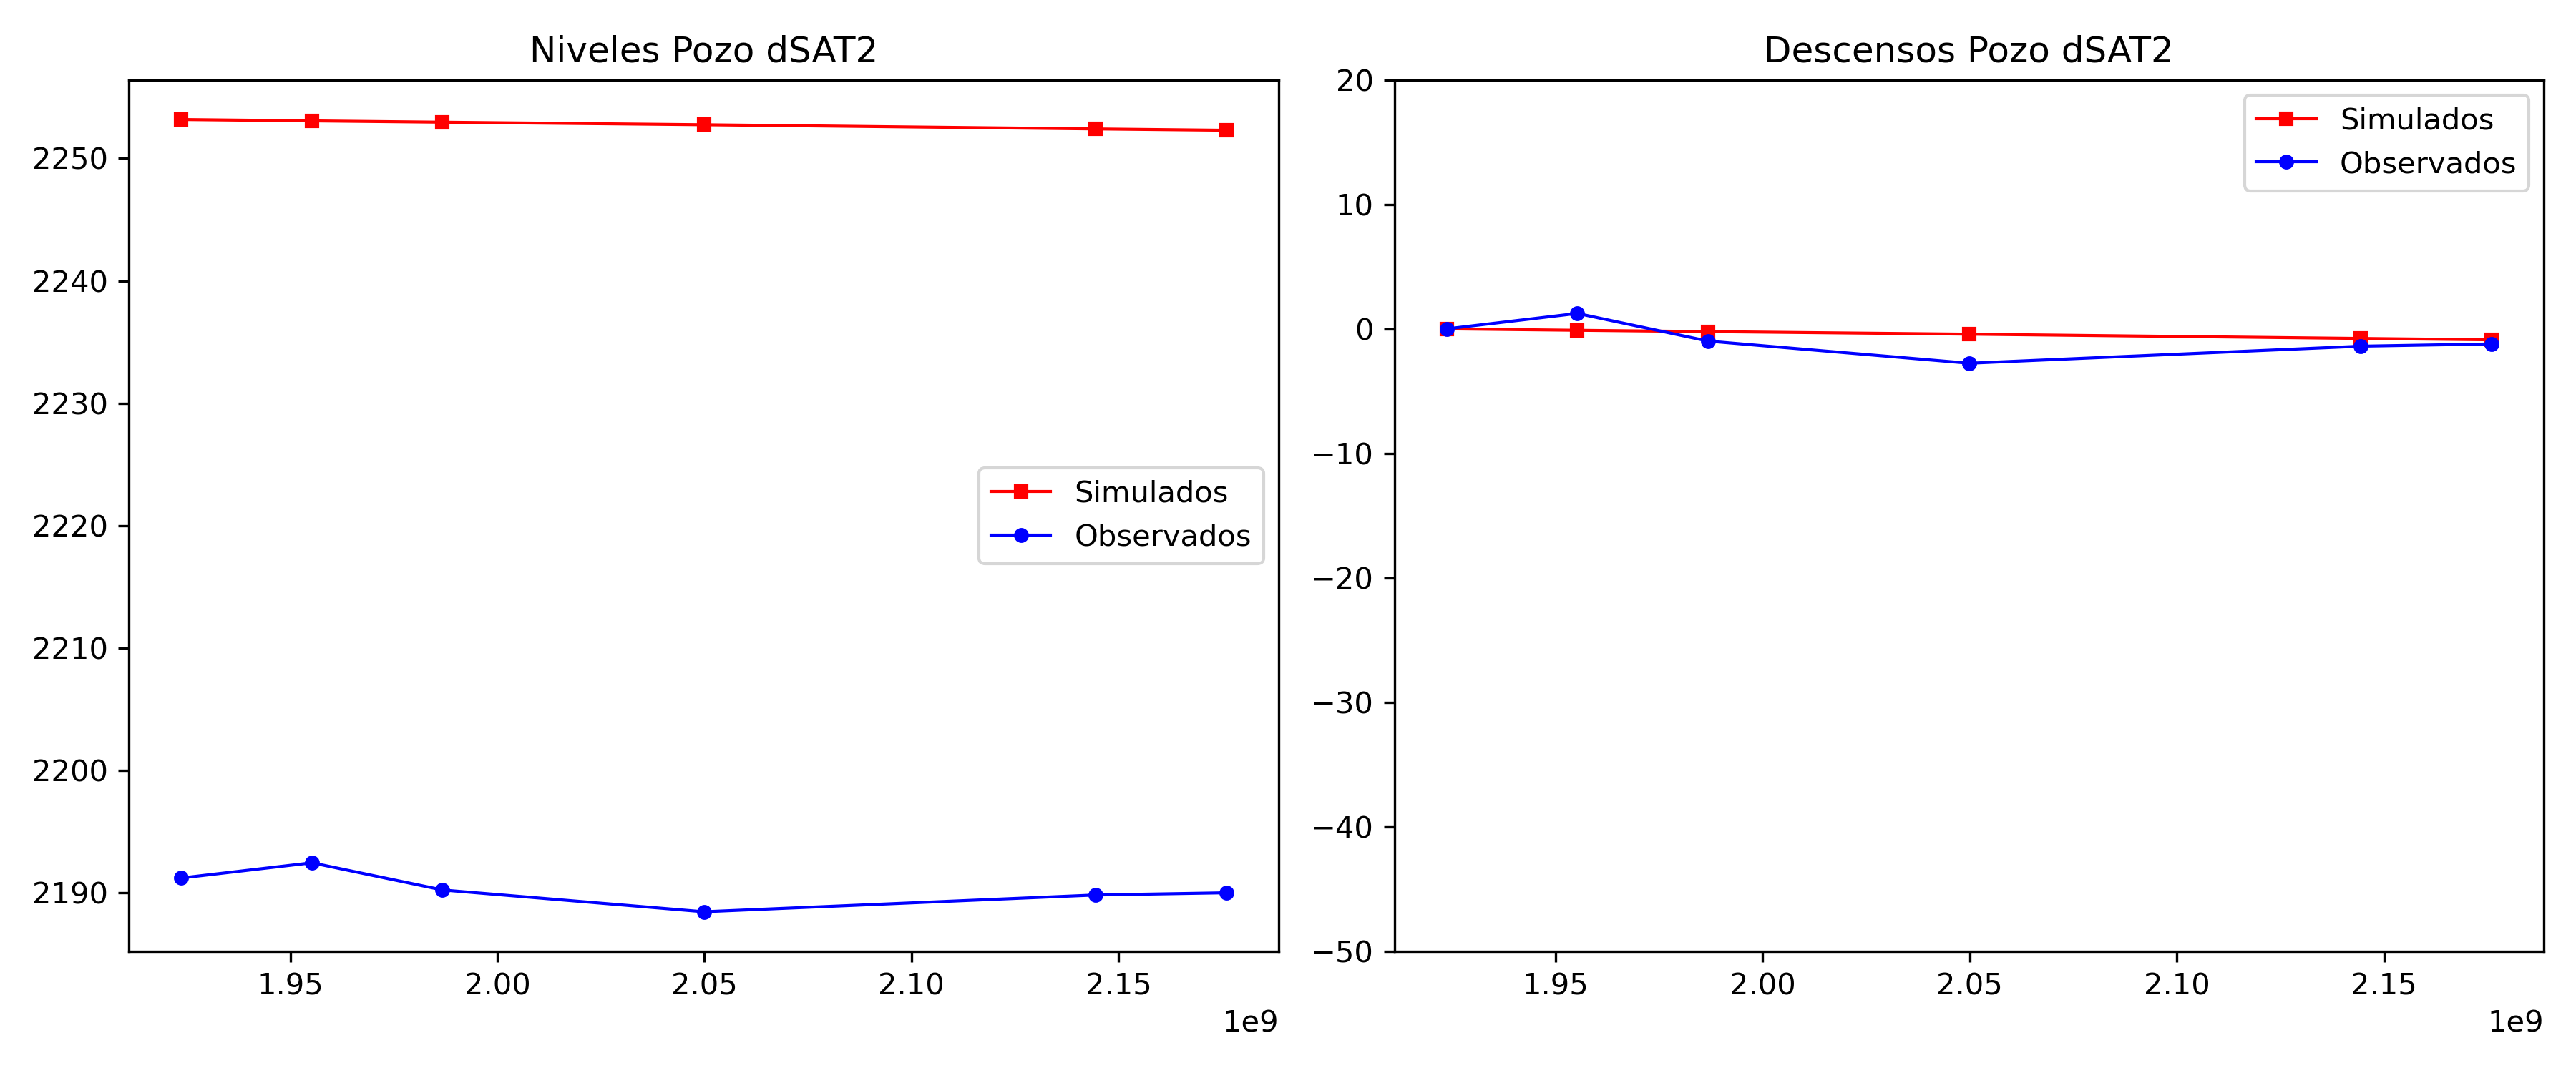 Niveles Pozo dSAT2
2250
2240
2230
2220
2210
2200
2190
Simulados
Observados
1.95 2.00 2.05 2.10 2.15
1e9
Descensos Pozo dSAT2
20
10
0
−10
−20
−30
−40
−50
Simulados
Observados
1.95 2.00 2.05 2.10 2.15
1e9